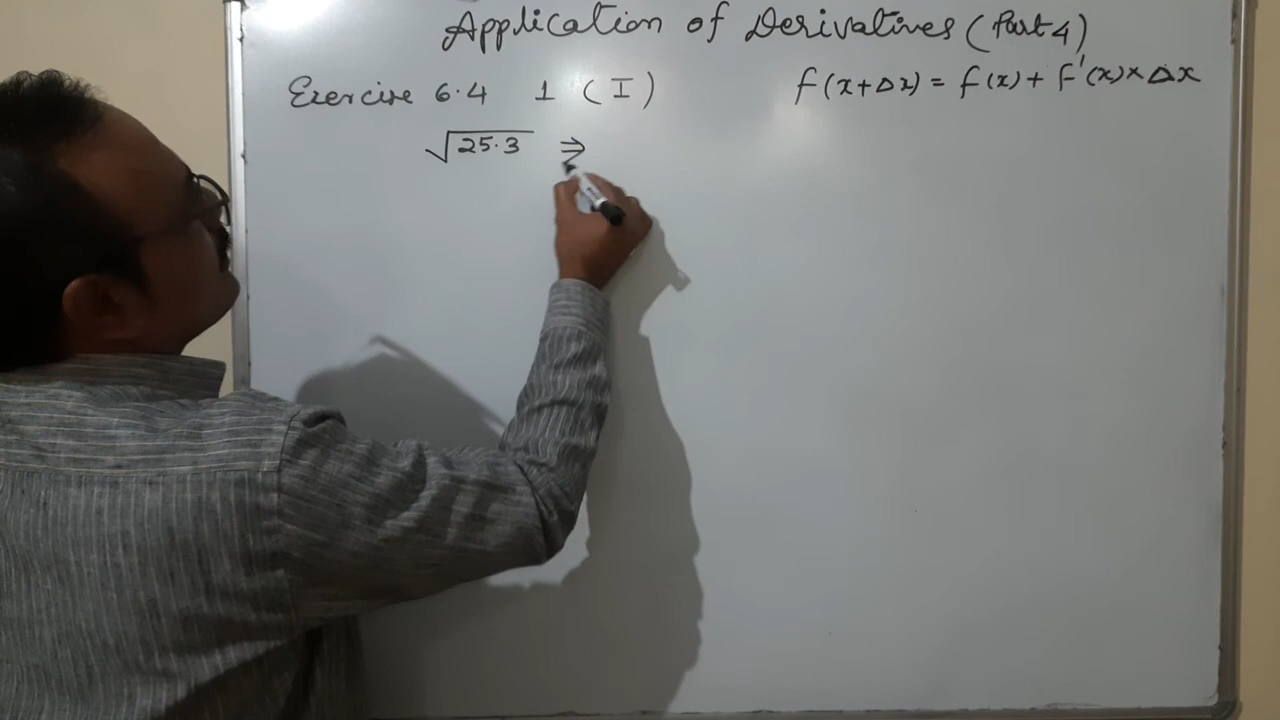 Application of Derivatives (Part 4)
Exercise 6.4 1 (I)
f(x+Δx) = f(x) + f'(x) × Δx
√25.3 ⇒